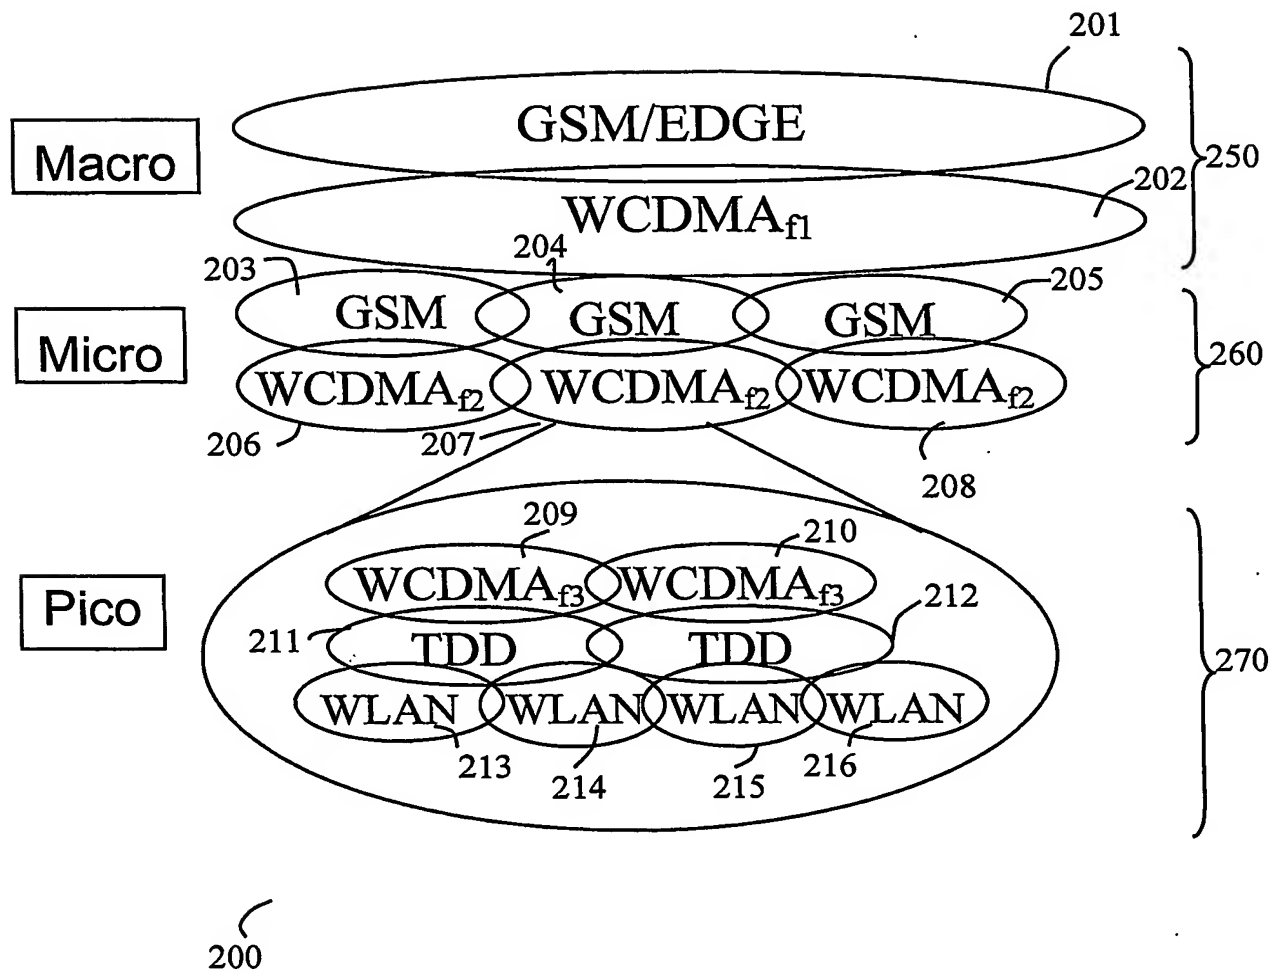 201
GSM/EDGE
Macro
250
202
WCDMAf1
204
203
205
GSM GSM GSM
Micro
260
WCDMAf2 WCDMAf2 WCDMAf2
206 207
208
209 210
WCDMAf3 WCDMAf3
Pico
212
211
TDD TDD
270
WLAN WLAN WLAN WLAN
213 214 215 216
200